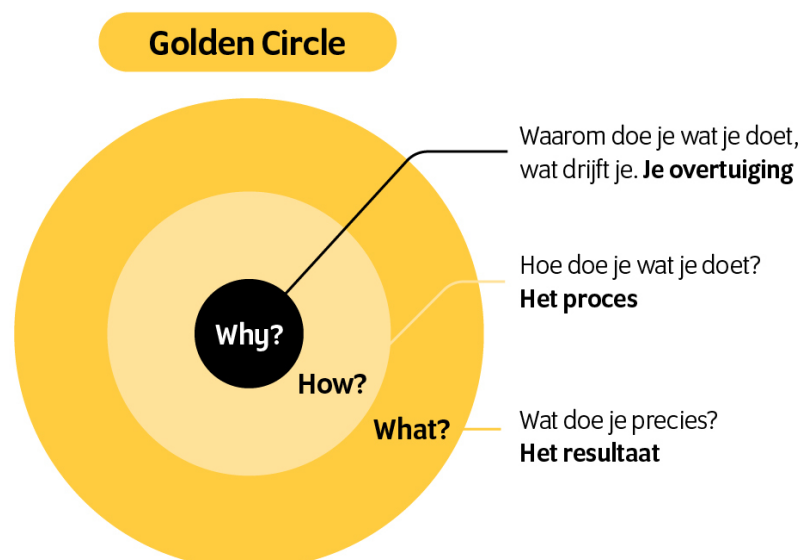 Golden Circle
Waarom doe je wat je doet,
wat drijft je. Je overtuiging
Hoe doe je wat je doet?
Het proces
Why?
How?
What?
Wat doe je precies?
Het resultaat